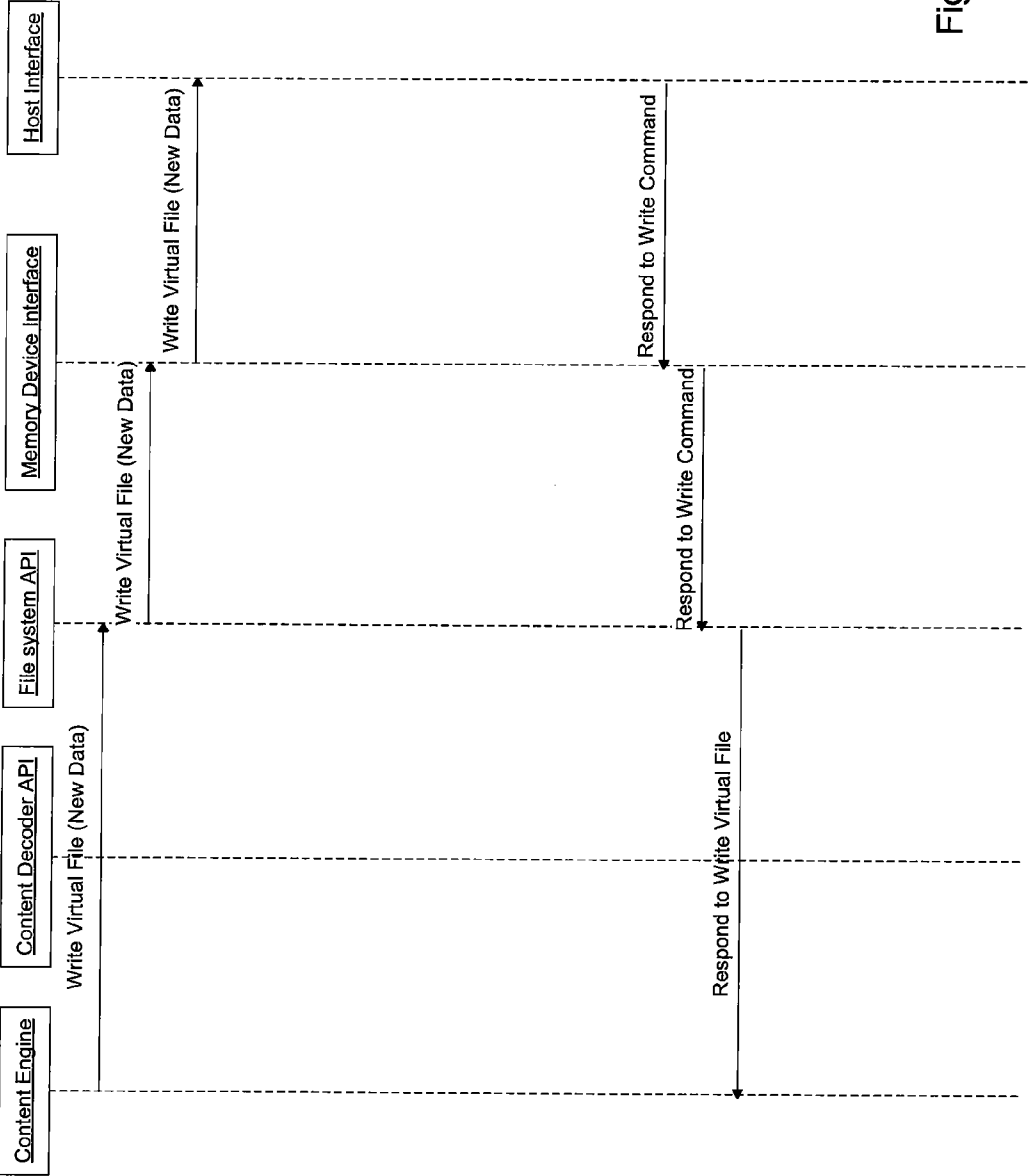 Content Engine
Content Decoder API
File system API
Memory Device Interface
Host Interface
Write Virtual File (New Data)
Write Virtual File (New Data)
Write Virtual File (New Data)
Respond to Write Command
Respond to Write Command
Respond to Write Virtual File
Fig